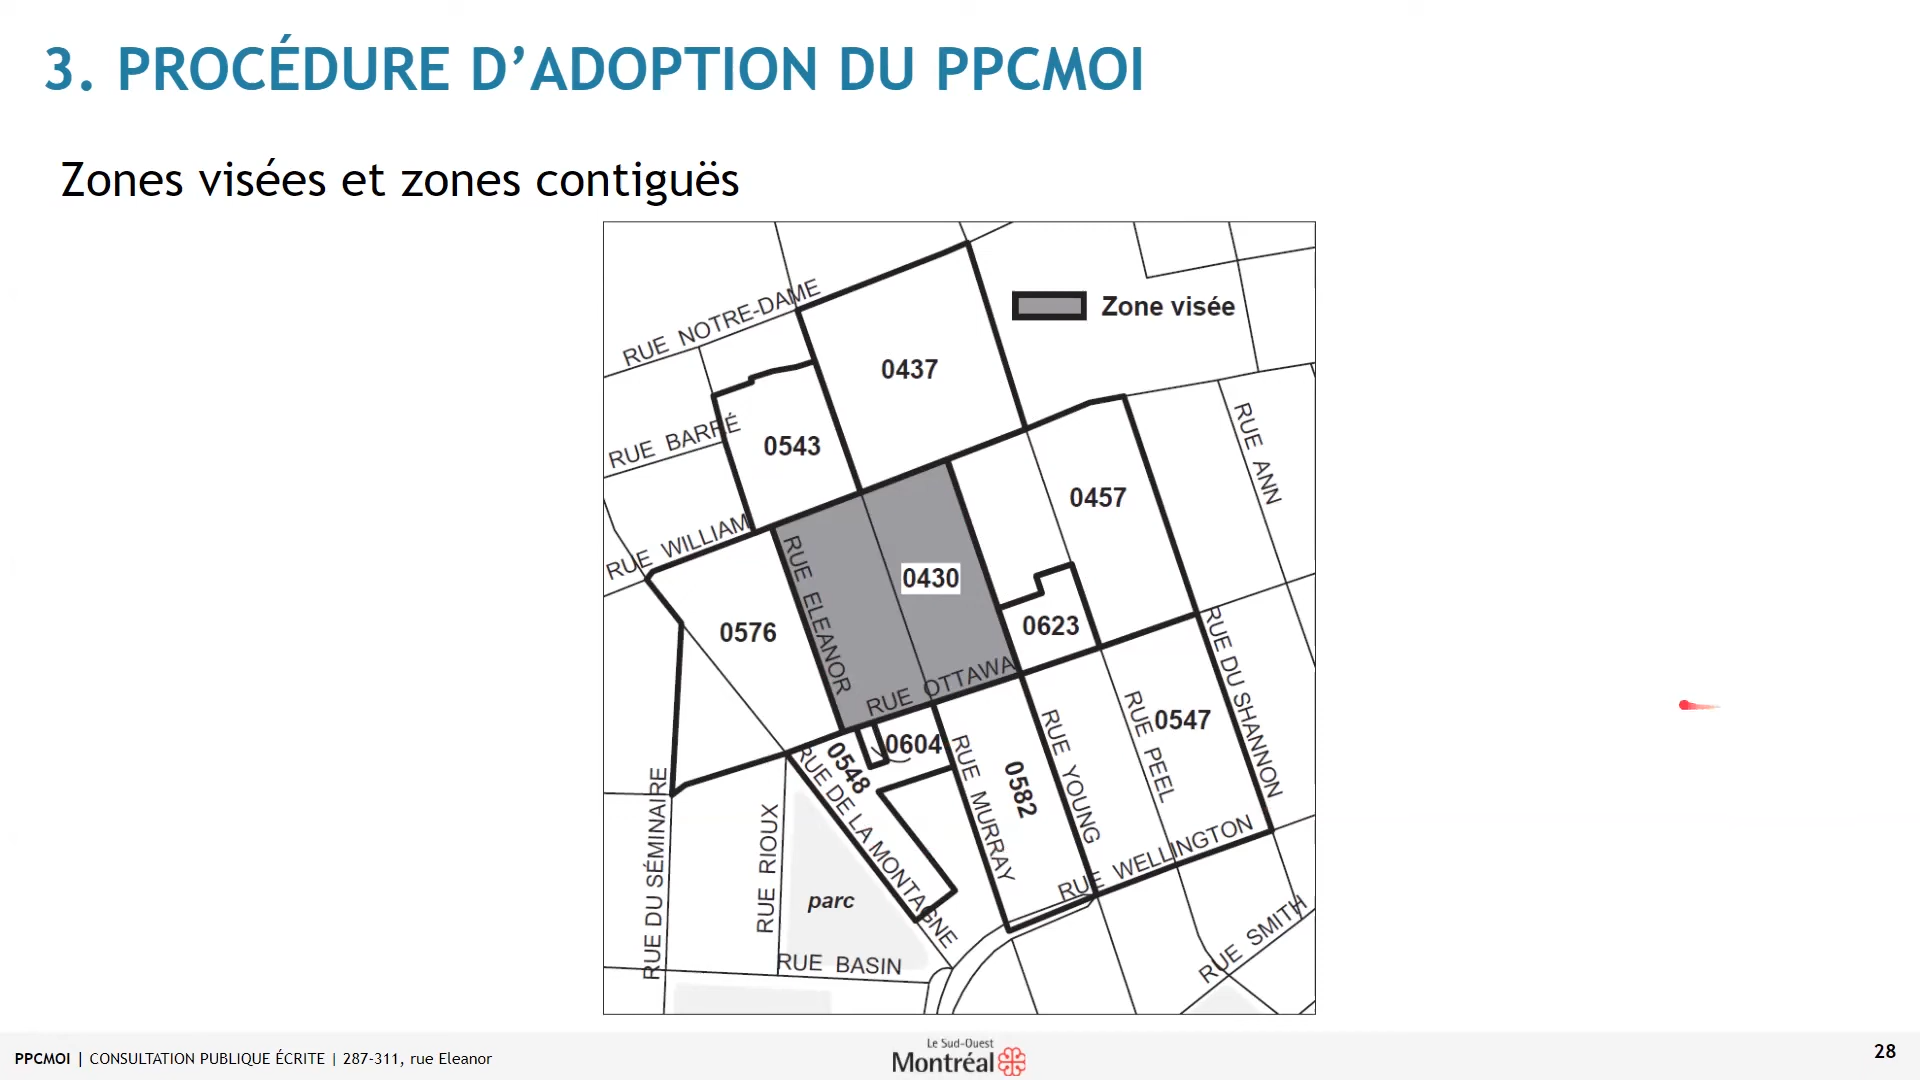 3. PROCÉDURE D’ADOPTION DU PPCMOI
Zones visées et zones contiguës
Zone visée
RUE NOTRE-DAME
0437
RUE BARRÉ
0543
RUE ANN
0457
RUE WILLIAM
0430
RUE ELEANOR
0576
0623
RUE OTTAWA
RUE DU SHANNON
RUE PEEL
0547
0604
0548
RUE YOUNG
0582
RUE MURRAY
RUE DE LA MONTAGNE
RUE DU SÉMINAIRE
RUE RIOUX
RUE WELLINGTON
parc
RUE SMITH
RUE BASIN
PPCMOI | CONSULTATION PUBLIQUE ÉCRITE | 287-311, rue Eleanor
Le Sud-Ouest
Montréal
28